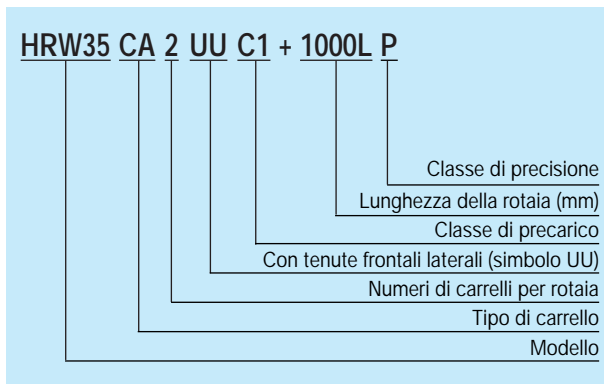 HRW35 CA 2 UU C1 + 1000L P
Classe di precisione
Lunghezza della rotaia (mm)
Classe di precarico
Con tenute frontali laterali (simbolo UU)
Numeri di carrelli per rotaia
Tipo di carrello
Modello